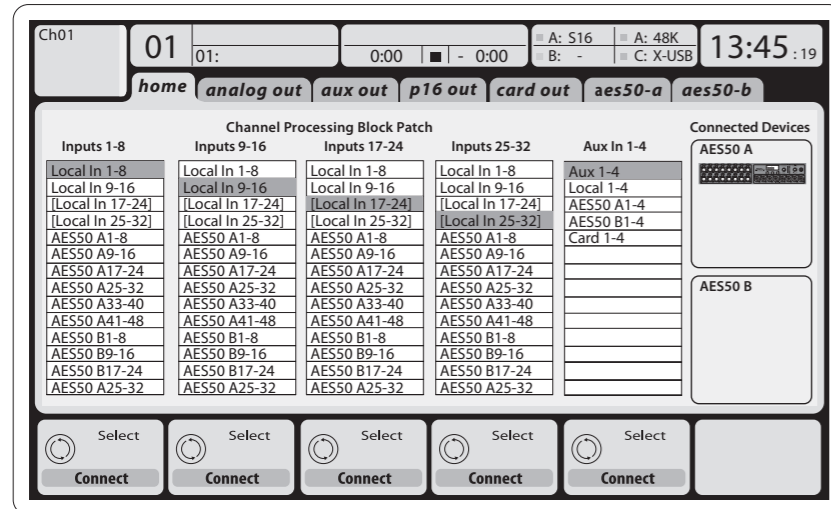 Ch01
01
01:
0:00 - 0:00
A: S16 A: 48K
B: - C: X-USB
13:45 :19
home analog out aux out p16 out card out aes50-a aes50-b
Channel Processing Block Patch
Connected Devices
Inputs 1-8 Inputs 9-16 Inputs 17-24 Inputs 25-32 Aux In 1-4
AES50 A
Local In 1-8 Local In 1-8 Local In 1-8 Local In 1-8 Aux 1-4
Local In 9-16 Local In 9-16 Local In 9-16 Local In 9-16 Local 1-4
[Local In 17-24] [Local In 17-24] [Local In 17-24] [Local In 17-24] AES50 A1-4
[Local In 25-32] [Local In 25-32] [Local In 25-32] [Local In 25-32] AES50 B1-4
AES50 A1-8 AES50 A1-8 AES50 A1-8 AES50 A1-8 Card 1-4
AES50 A9-16 AES50 A9-16 AES50 A9-16 AES50 A9-16
AES50 A17-24 AES50 A17-24 AES50 A17-24 AES50 A17-24
AES50 A25-32 AES50 A25-32 AES50 A25-32 AES50 A25-32
AES50 B
AES50 A33-40 AES50 A33-40 AES50 A33-40 AES50 A33-40
AES50 A41-48 AES50 A41-48 AES50 A41-48 AES50 A41-48
AES50 B1-8 AES50 B1-8 AES50 B1-8 AES50 B1-8
AES50 B9-16 AES50 B9-16 AES50 B9-16 AES50 B9-16
AES50 B17-24 AES50 B17-24 AES50 B17-24 AES50 B17-24
AES50 A25-32 AES50 A25-32 AES50 A25-32 AES50 A25-32
Select Select Select Select Select
Connect Connect Connect Connect Connect